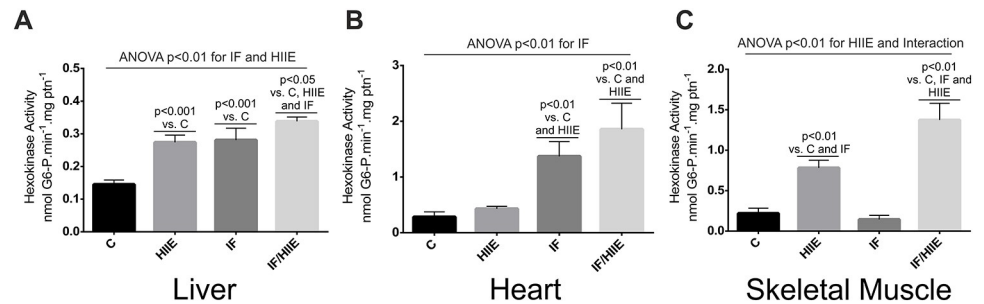 A
ANOVA p<0.01 for IF and HIIE
Hexokinase Activity
nmol G6-P.min-1.mg ptn-1
0.5
0.4
0.3
0.2
0.1
0.0
p<0.001
vs. C
p<0.001
vs. C
p<0.05
vs. C, HIIE
and IF
C
HIIE
IF
IF/HIIE
Liver
B
ANOVA p<0.01 for IF
Hexokinase Activity
nmol G6-P.min-1.mg ptn-1
3
2
1
0
p<0.01
vs. C
and HIIE
p<0.01
vs. C and
HIIE
C
HIIE
IF
IF/HIIE
Heart
C
ANOVA p<0.01 for HIIE and Interaction
Hexokinase Activity
nmol G6-P.min-1.mg ptn-1
2.0
1.5
1.0
0.5
0.0
p<0.01
vs. C and IF
p<0.01
vs. C, IF and
HIIE
C
HIIE
IF
IF/HIIE
Skeletal Muscle